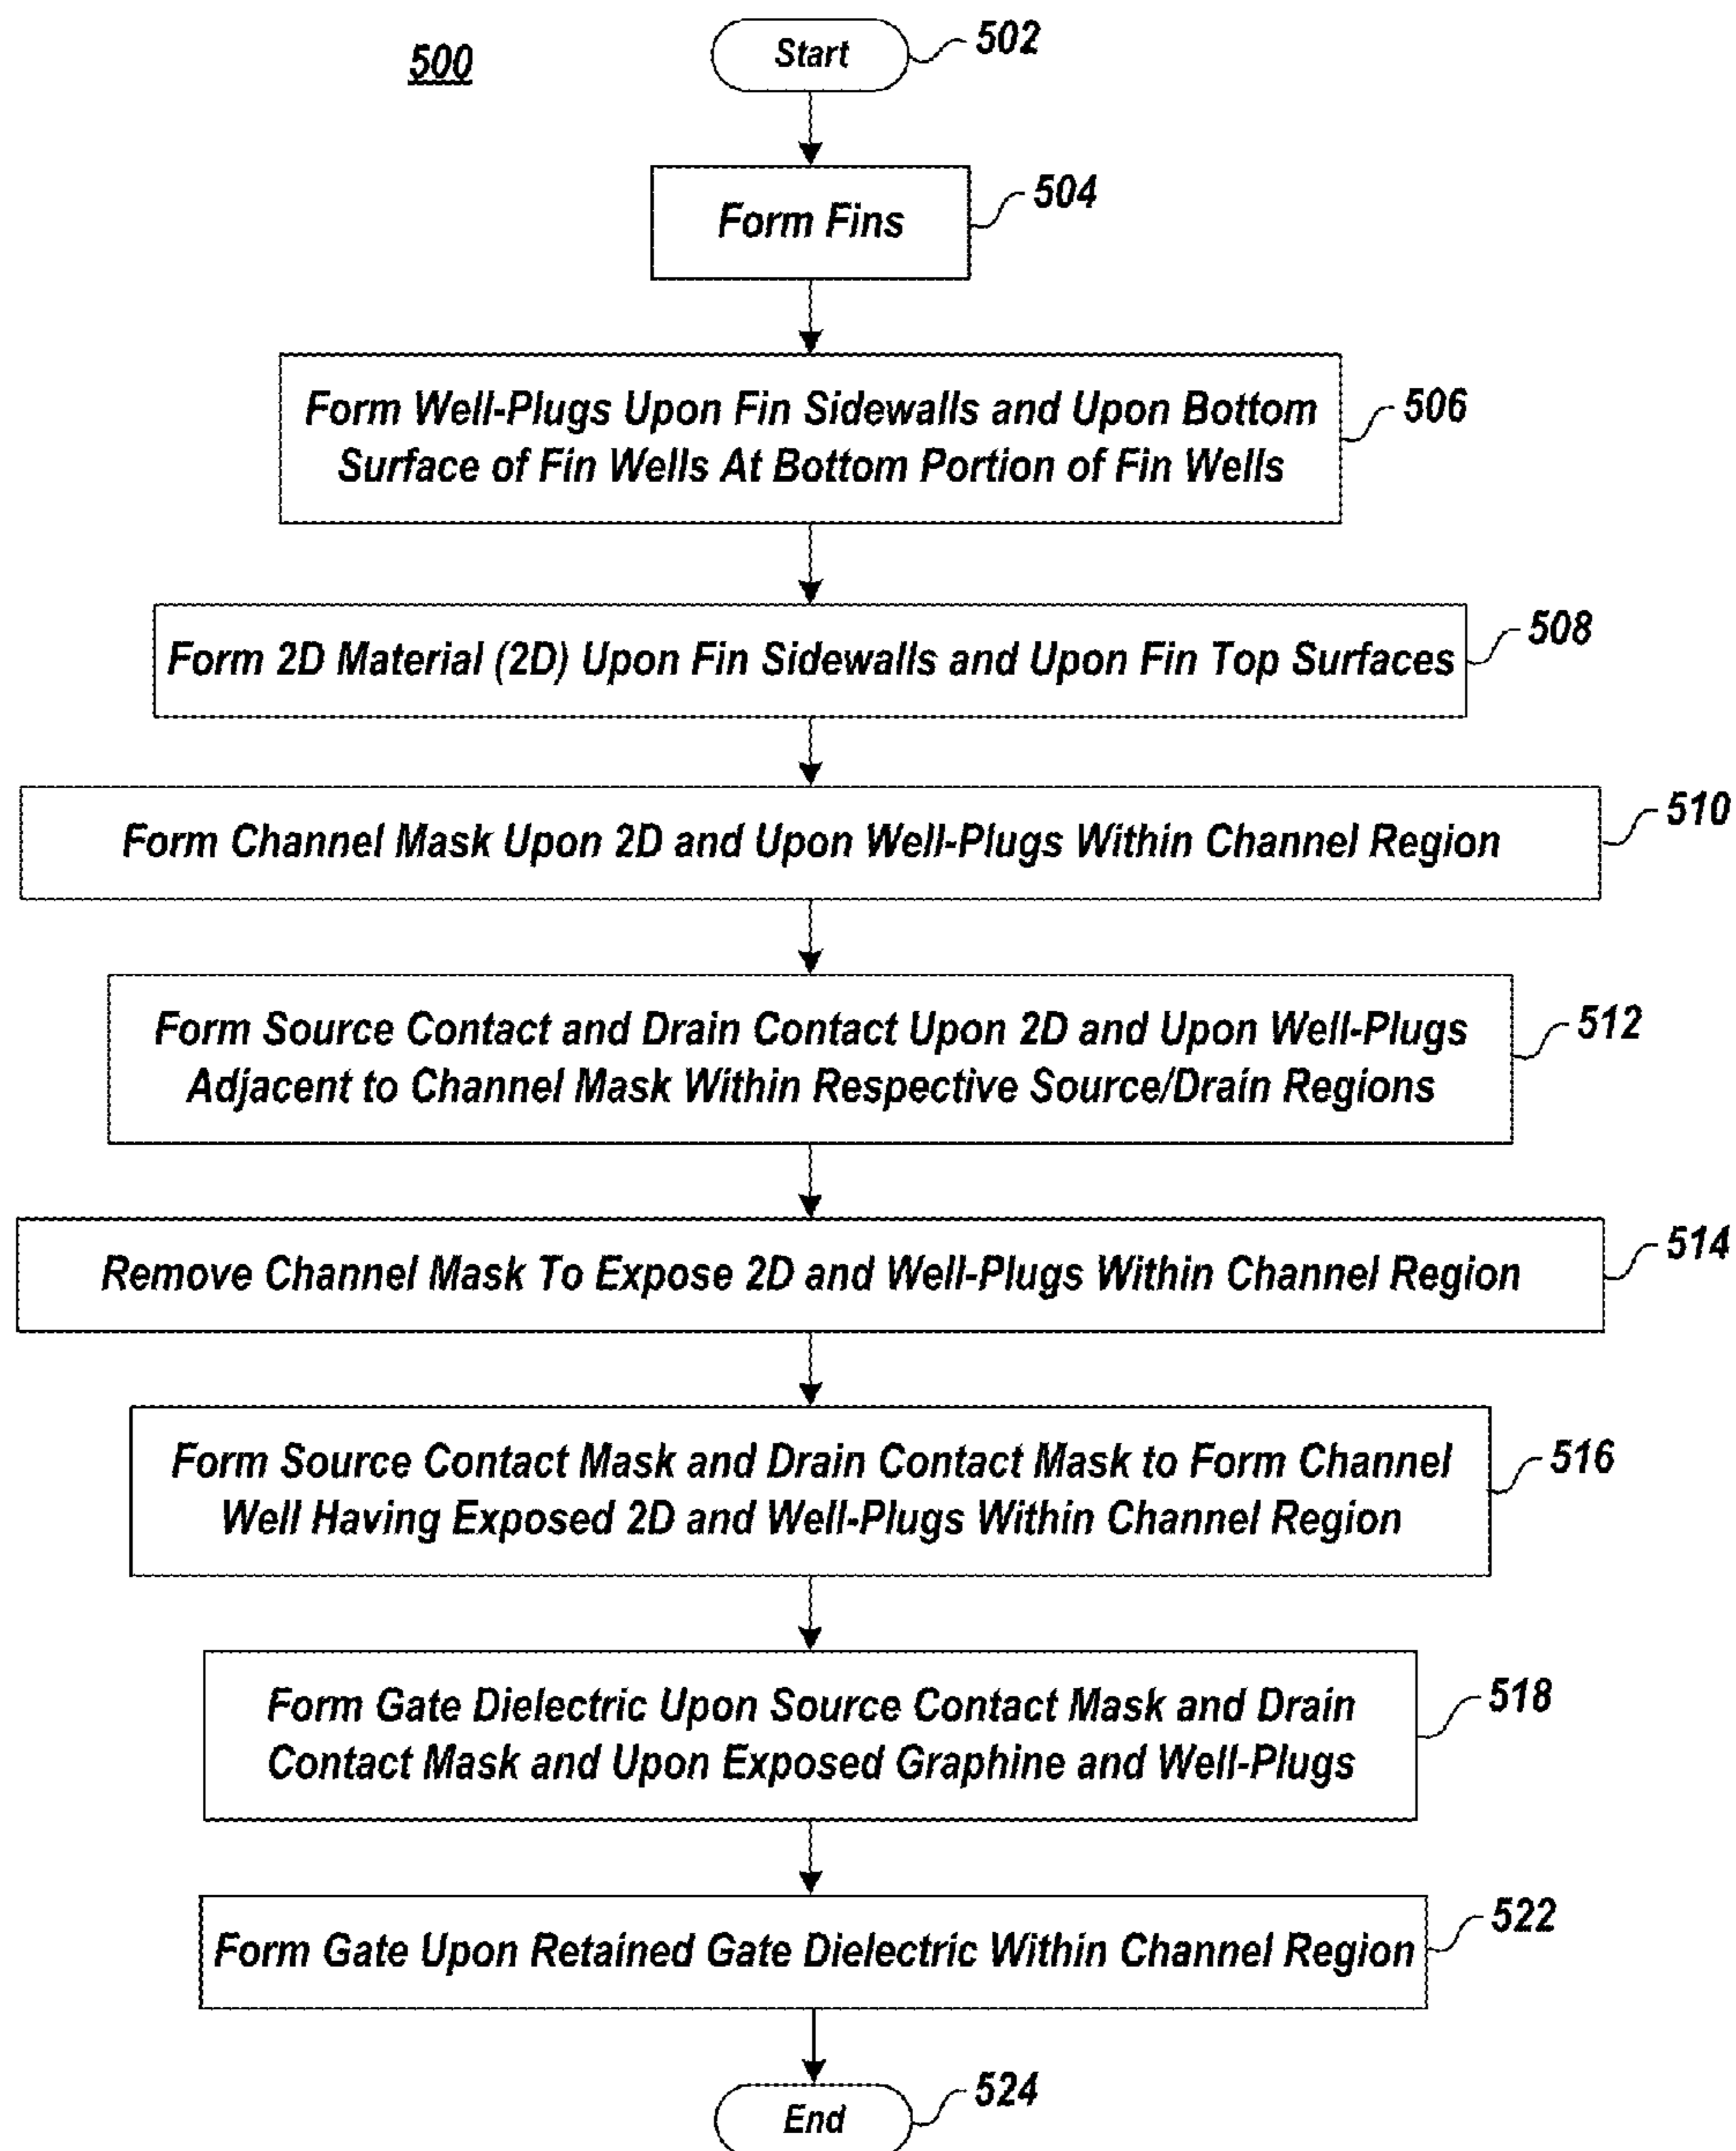 500
Start
502
Form Fins
504
Form Well-Plugs Upon Fin Sidewalls and Upon Bottom
Surface of Fin Wells At Bottom Portion of Fin Wells
506
Form 2D Material (2D) Upon Fin Sidewalls and Upon Fin Top Surfaces
508
Form Channel Mask Upon 2D and Upon Well-Plugs Within Channel Region
510
Form Source Contact and Drain Contact Upon 2D and Upon Well-Plugs
Adjacent to Channel Mask Within Respective Source/Drain Regions
512
Remove Channel Mask To Expose 2D and Well-Plugs Within Channel Region
514
Form Source Contact Mask and Drain Contact Mask to Form Channel
Well Having Exposed 2D and Well-Plugs Within Channel Region
516
Form Gate Dielectric Upon Source Contact Mask and Drain
Contact Mask and Upon Exposed Graphine and Well-Plugs
518
Form Gate Upon Retained Gate Dielectric Within Channel Region
522
End
524